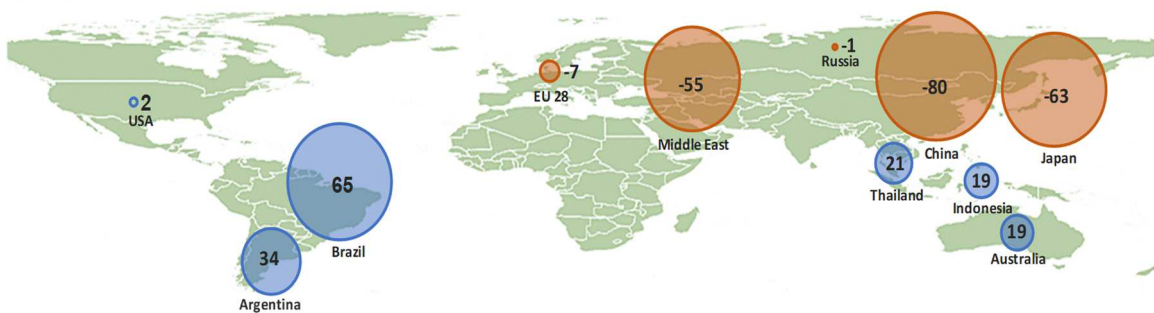 2
USA
65
Brazil
34
Argentina
-7
EU 28
-55
Middle East
-1
Russia
-80
China
-63
Japan
21
Thailand
19
Indonesia
19
Australia